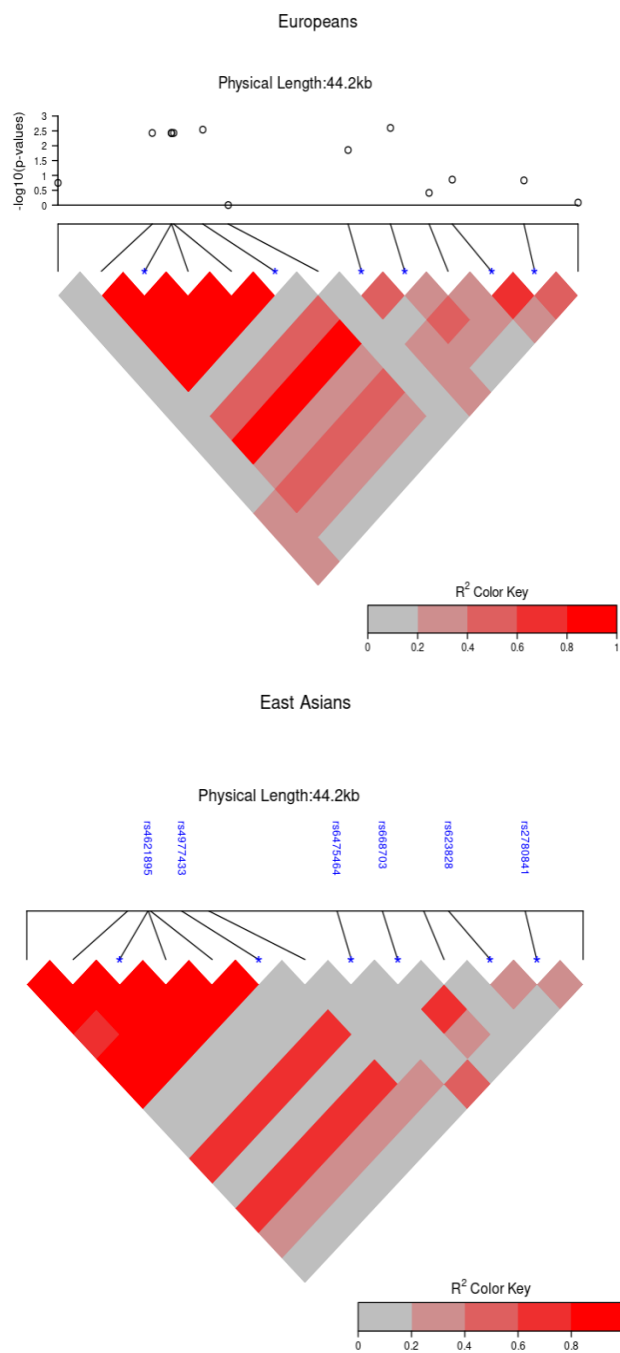 Europeans
Physical Length:44.2kb
-log10(p-values)
3
2.5
2
1.5
1
0.5
0
* * * * * *
R² Color Key
0 0.2 0.4 0.6 0.8 1
East Asians
Physical Length:44.2kb
rs4621895 rs4977433 rs6475464 rs668703 rs623828 rs2780841
* * * * * *
R² Color Key
0 0.2 0.4 0.6 0.8